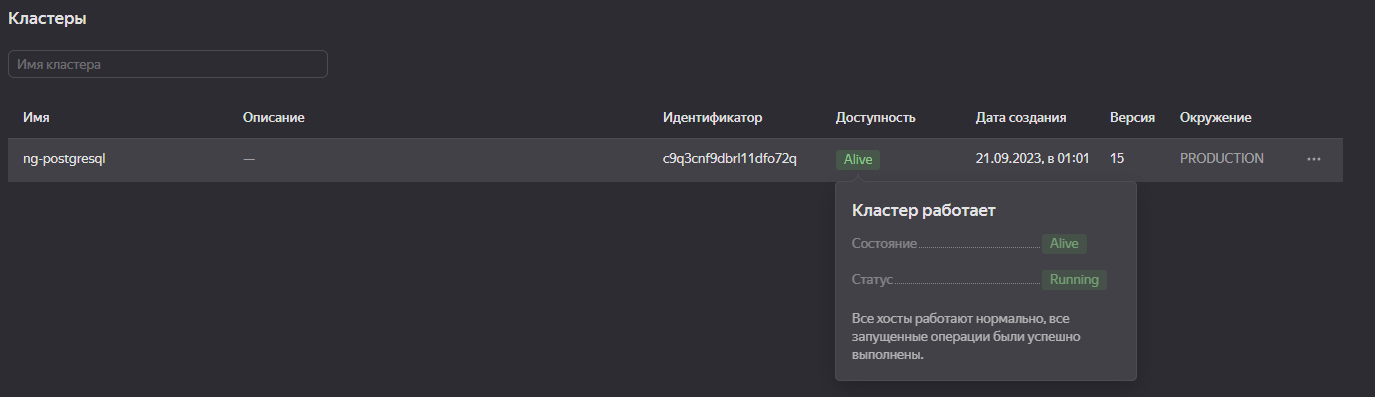 Кластеры
Имя кластера
Имя Описание Идентификатор Доступность Дата создания Версия Окружение
ng-postgresql — c9q3cnf9dbrl11dfo72q Alive 21.09.2023, в 01:01 15 PRODUCTION ···
Кластер работает
Состояние Alive
Статус Running
Все хосты работают нормально, все
запущенные операции были успешно
выполнены.